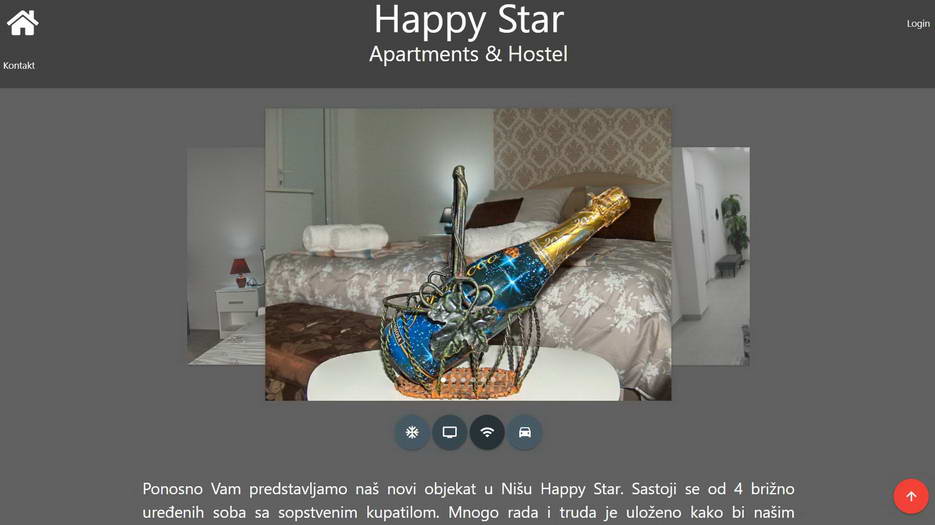 Happy Star
Apartments & Hostel
Login
Kontakt
Ponosno Vam predstavljamo naš novi objekat u Nišu Happy Star. Sastoji se od 4 brižno
uređenih soba sa sopstvenim kupatilom. Mnogo rada i truda je uloženo kako bi našim